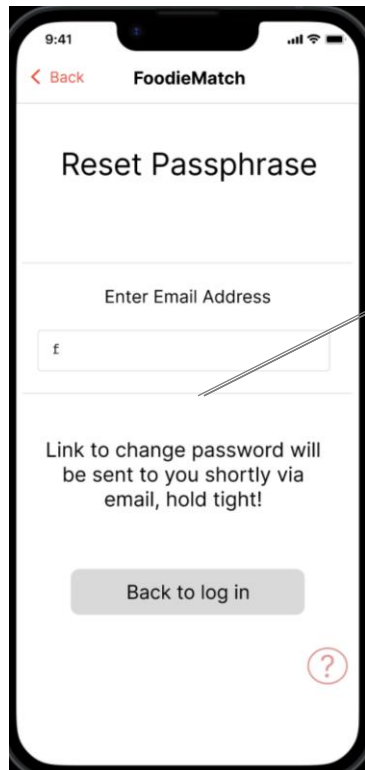 9:41
Back FoodieMatch
Reset Passphrase
Enter Email Address
f
Link to change password will
be sent to you shortly via
email, hold tight!
Back to log in
?